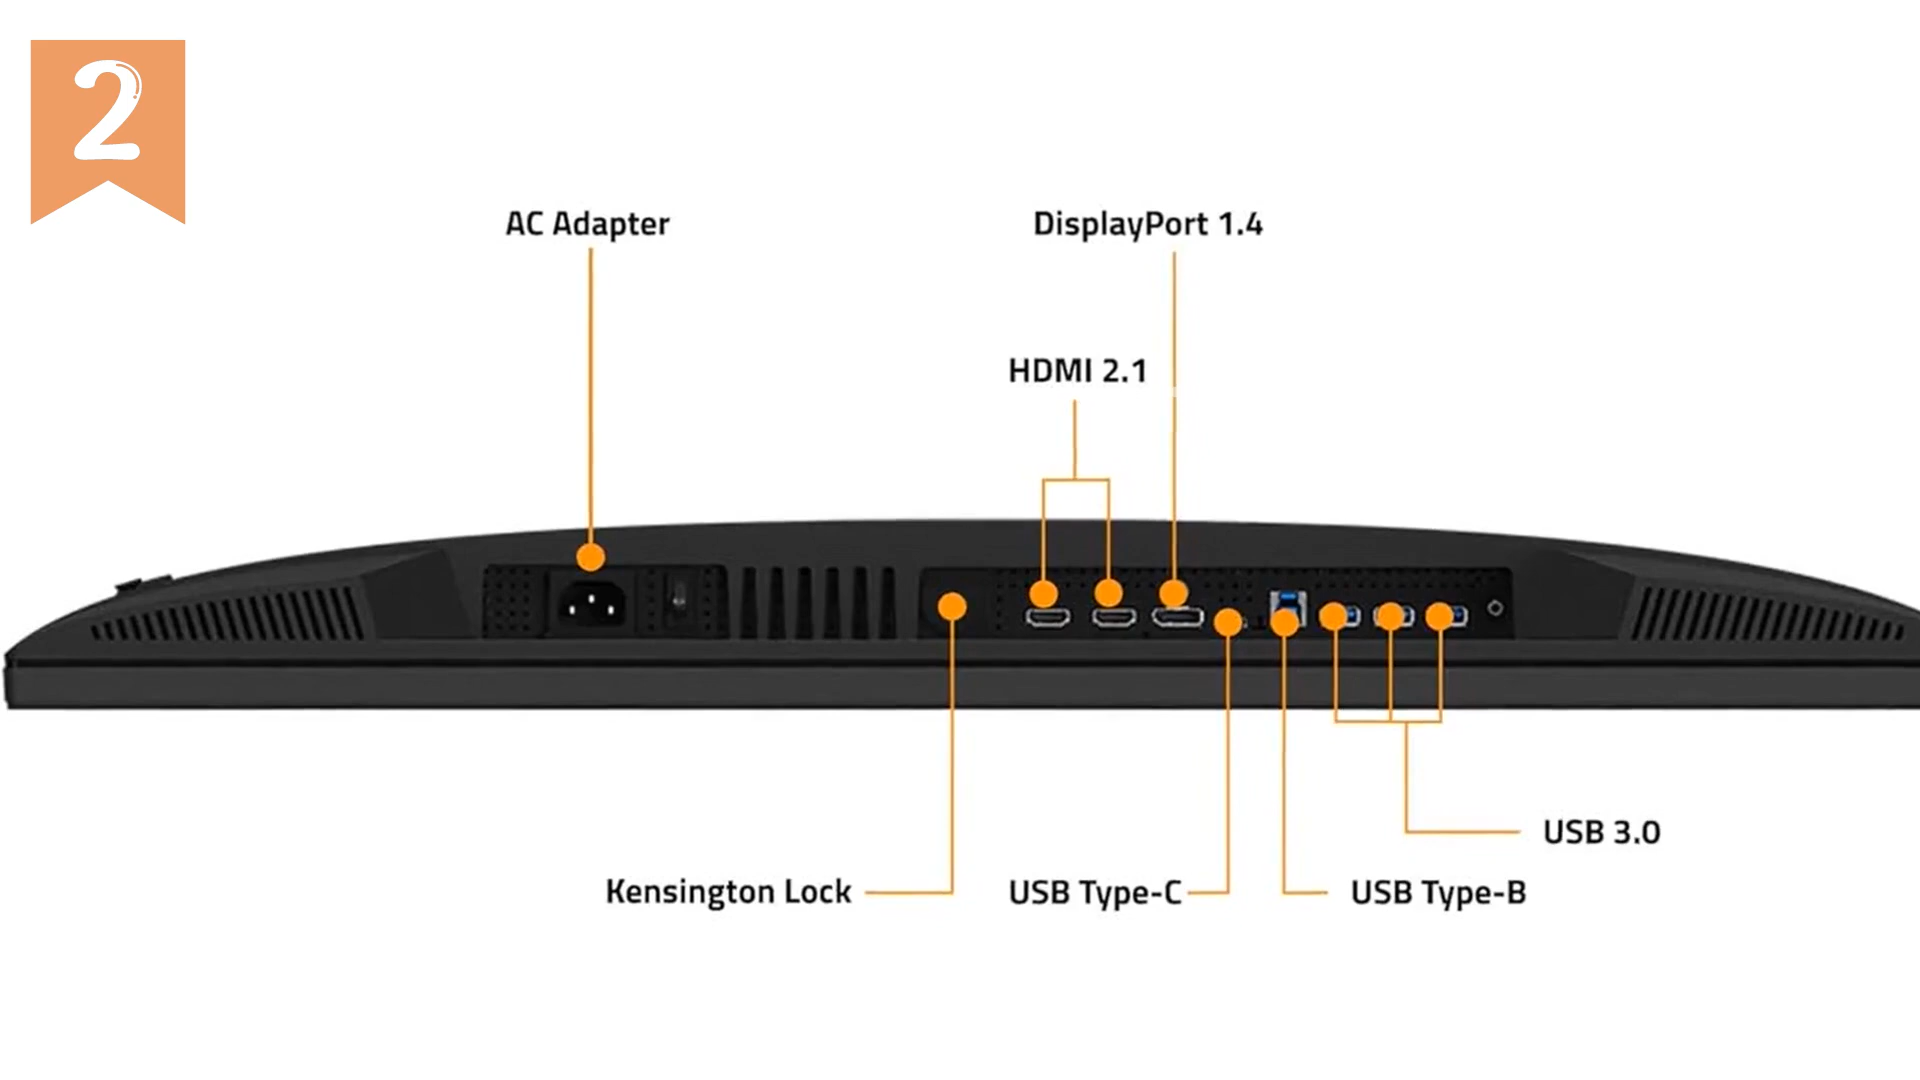 2
AC Adapter
DisplayPort 1.4
HDMI 2.1
USB 3.0
Kensington Lock
USB Type-C
USB Type-B